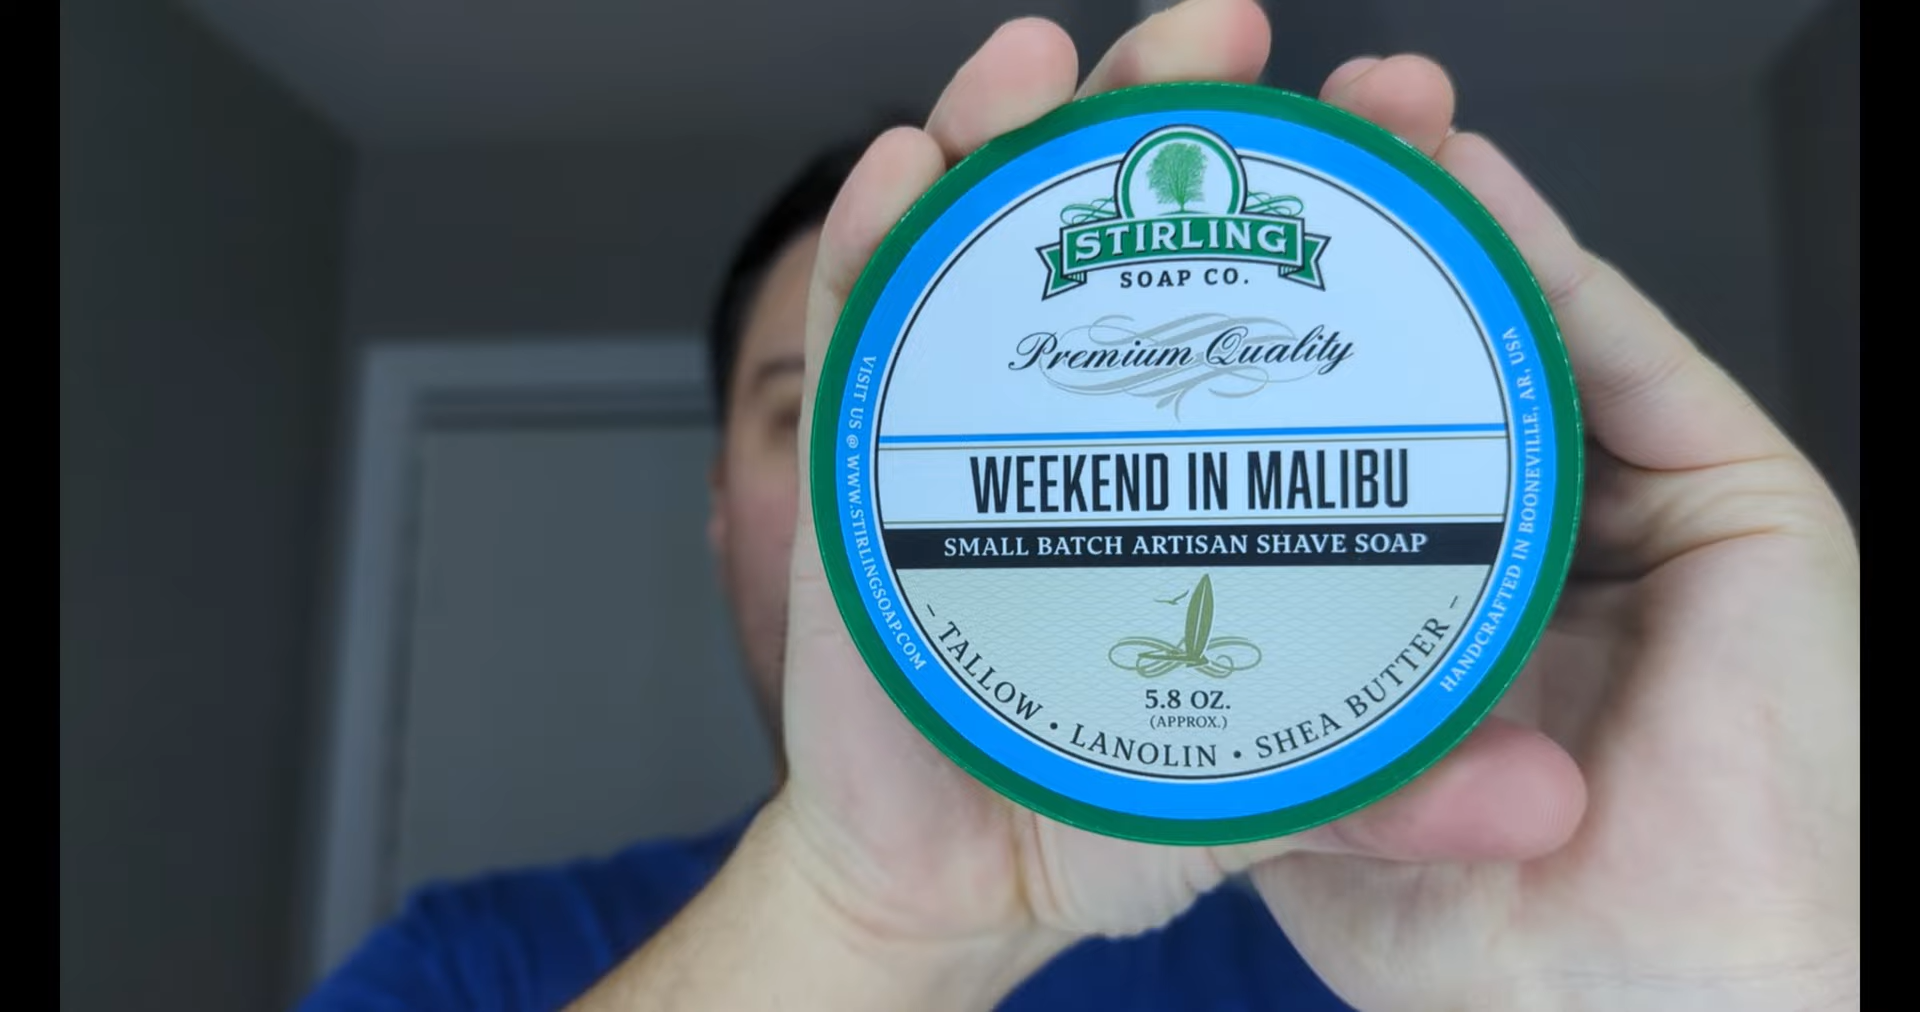 STIRLING
SOAP CO.
Premium Quality
WEEKEND IN MALIBU
SMALL BATCH ARTISAN SHAVE SOAP
5.8 OZ.
(APPROX.)
- TALLOW • LANOLIN • SHEA BUTTER -
VISIT US @ WWW.STIRLINGSOAP.COM
HANDCRAFTED IN BOONEVILLE, AR, USA